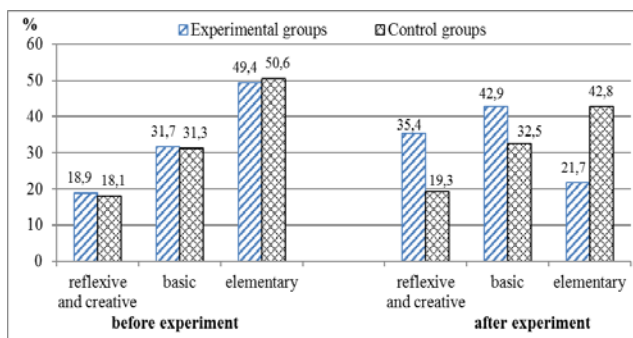 %
Experimental groups
Control groups
60
50
40
30
20
10
0
18,9
18,1
31,7
31,3
49,4
50,6
35,4
19,3
42,9
32,5
21,7
42,8
reflexive
and creative
basic
elementary
reflexive
and creative
basic
elementary
before experiment
after experiment